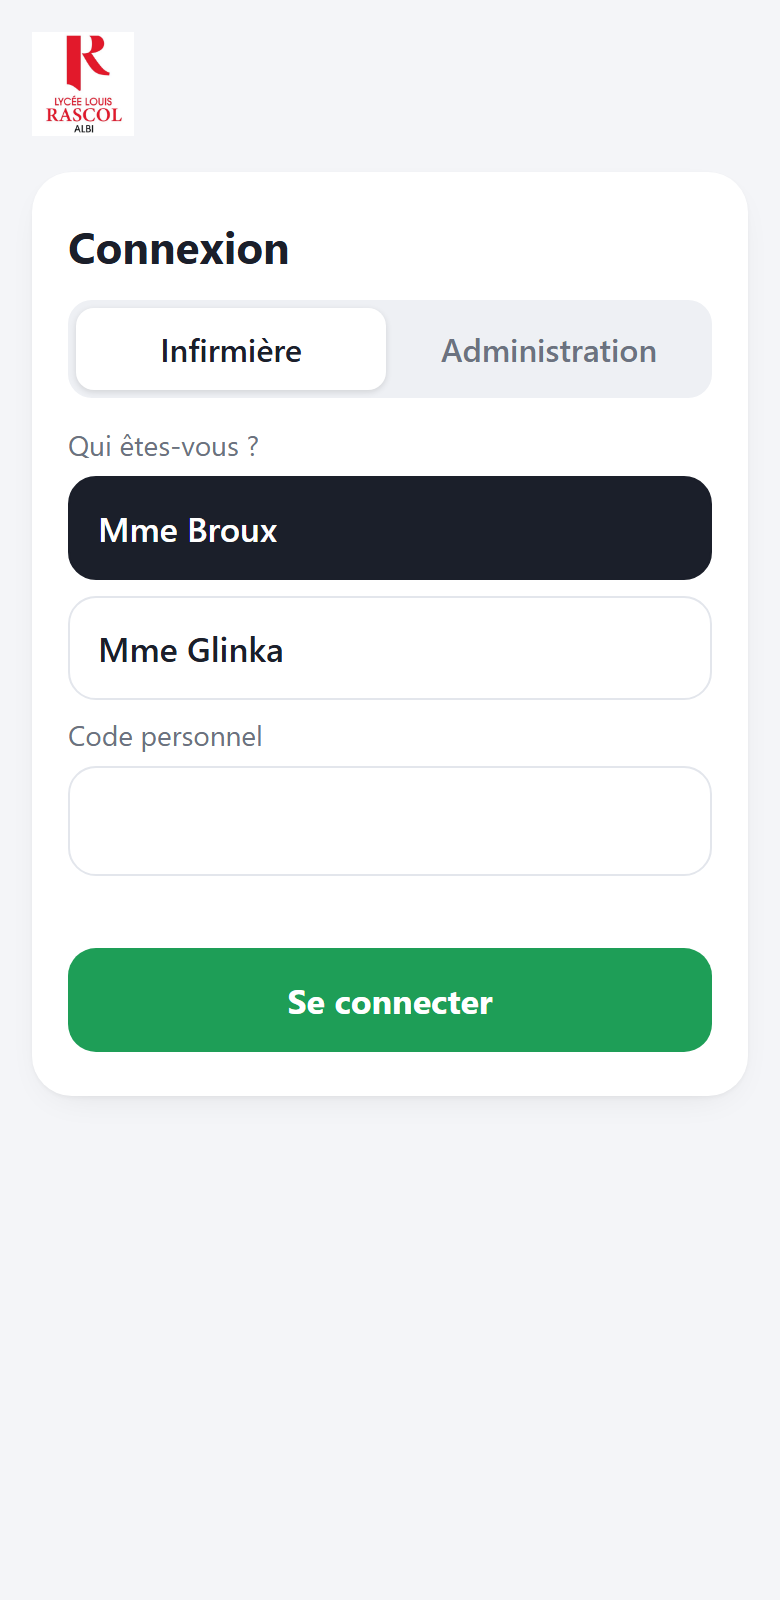 LYCÉE LOUIS
RASCOL
ALBI
Connexion
Infirmière
Administration
Qui êtes-vous ?
Mme Broux
Mme Glinka
Code personnel
Se connecter